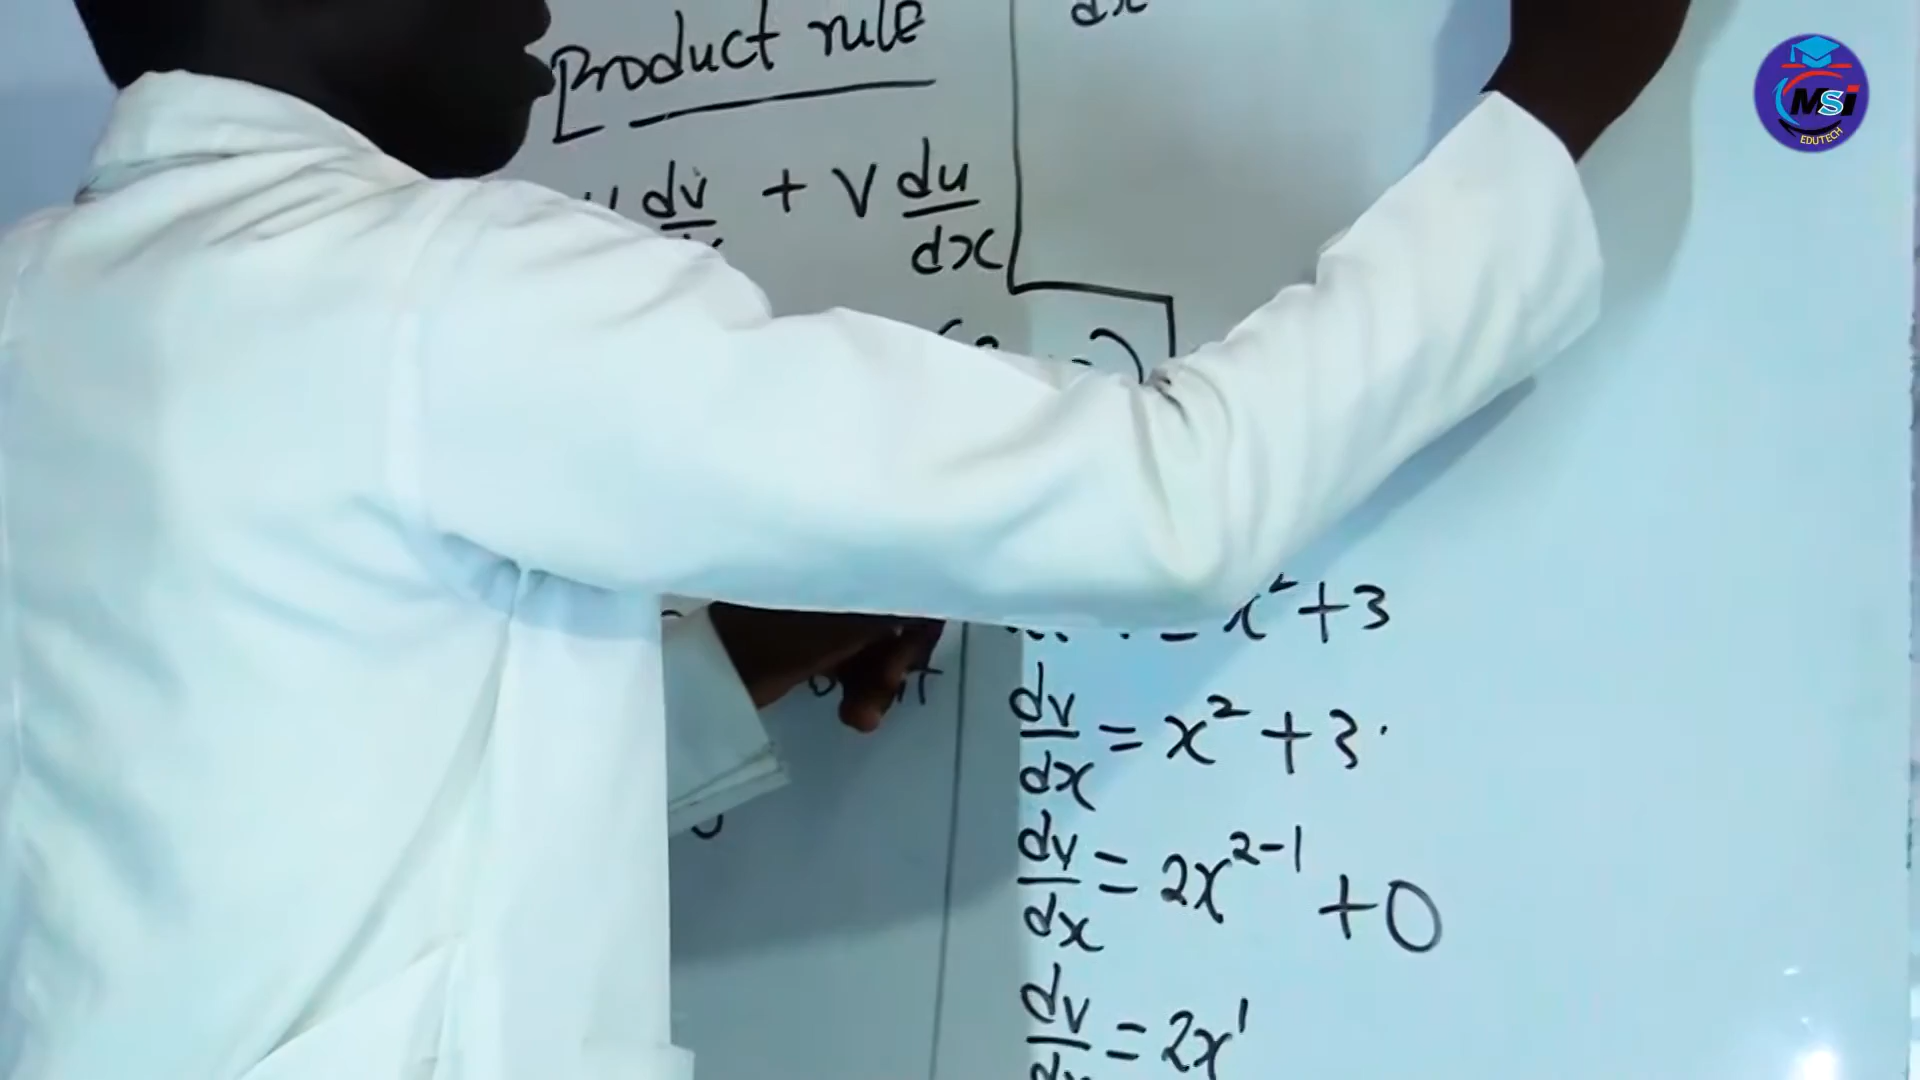 Product rule
dv + V du
dx
dx
x² + 3
dv/dx = x² + 3.
dv/dx = 2x²⁻¹ + 0
dv = 2x¹
MSi
EDUTECH